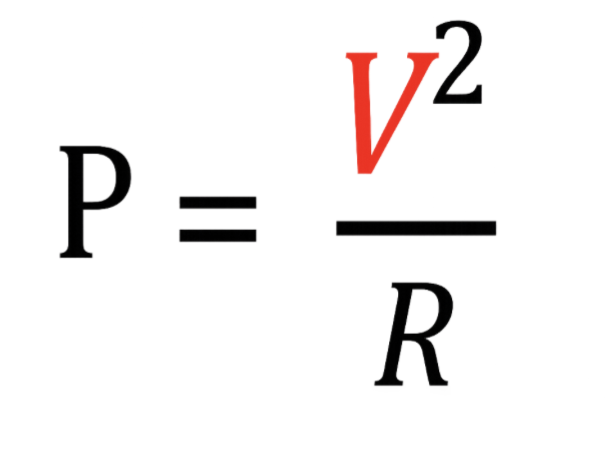 P = V²/R